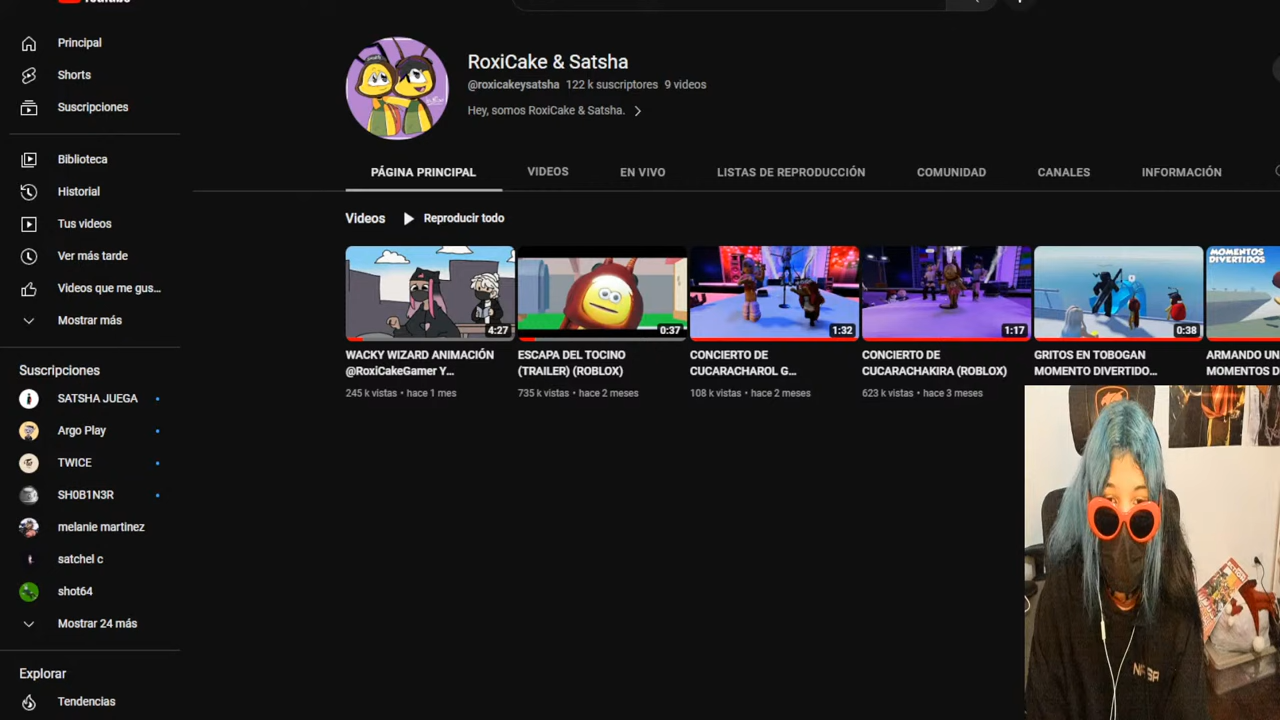 Principal
Shorts
Suscripciones
Biblioteca
Historial
Tus videos
Ver más tarde
Videos que me gus...
Mostrar más
Suscripciones
SATSHA JUEGA
Argo Play
TWICE
SH0B1N3R
melanie martinez
satchel c
shot64
Mostrar 24 más
Explorar
Tendencias
RoxiCake & Satsha
@roxicakeysatsha 122 k suscriptores 9 videos
Hey, somos RoxiCake & Satsha.
PÁGINA PRINCIPAL VIDEOS EN VIVO LISTAS DE REPRODUCCIÓN COMUNIDAD CANALES INFORMACIÓN
Videos Reproducir todo
4:27
WACKY WIZARD ANIMACIÓN
@RoxiCakeGamer Y...
245 k vistas • hace 1 mes
0:37
ESCAPA DEL TOCINO
(TRAILER) (ROBLOX)
735 k vistas • hace 2 meses
1:32
CONCIERTO DE
CUCARACHAROL G...
108 k vistas • hace 2 meses
1:17
CONCIERTO DE
CUCARACHAKIRA (ROBLOX)
623 k vistas • hace 3 meses
0:38
GRITOS EN TOBOGAN
MOMENTO DIVERTIDO...
MOMENTOS
DIVERTIDOS
ARMANDO UN
MOMENTOS D